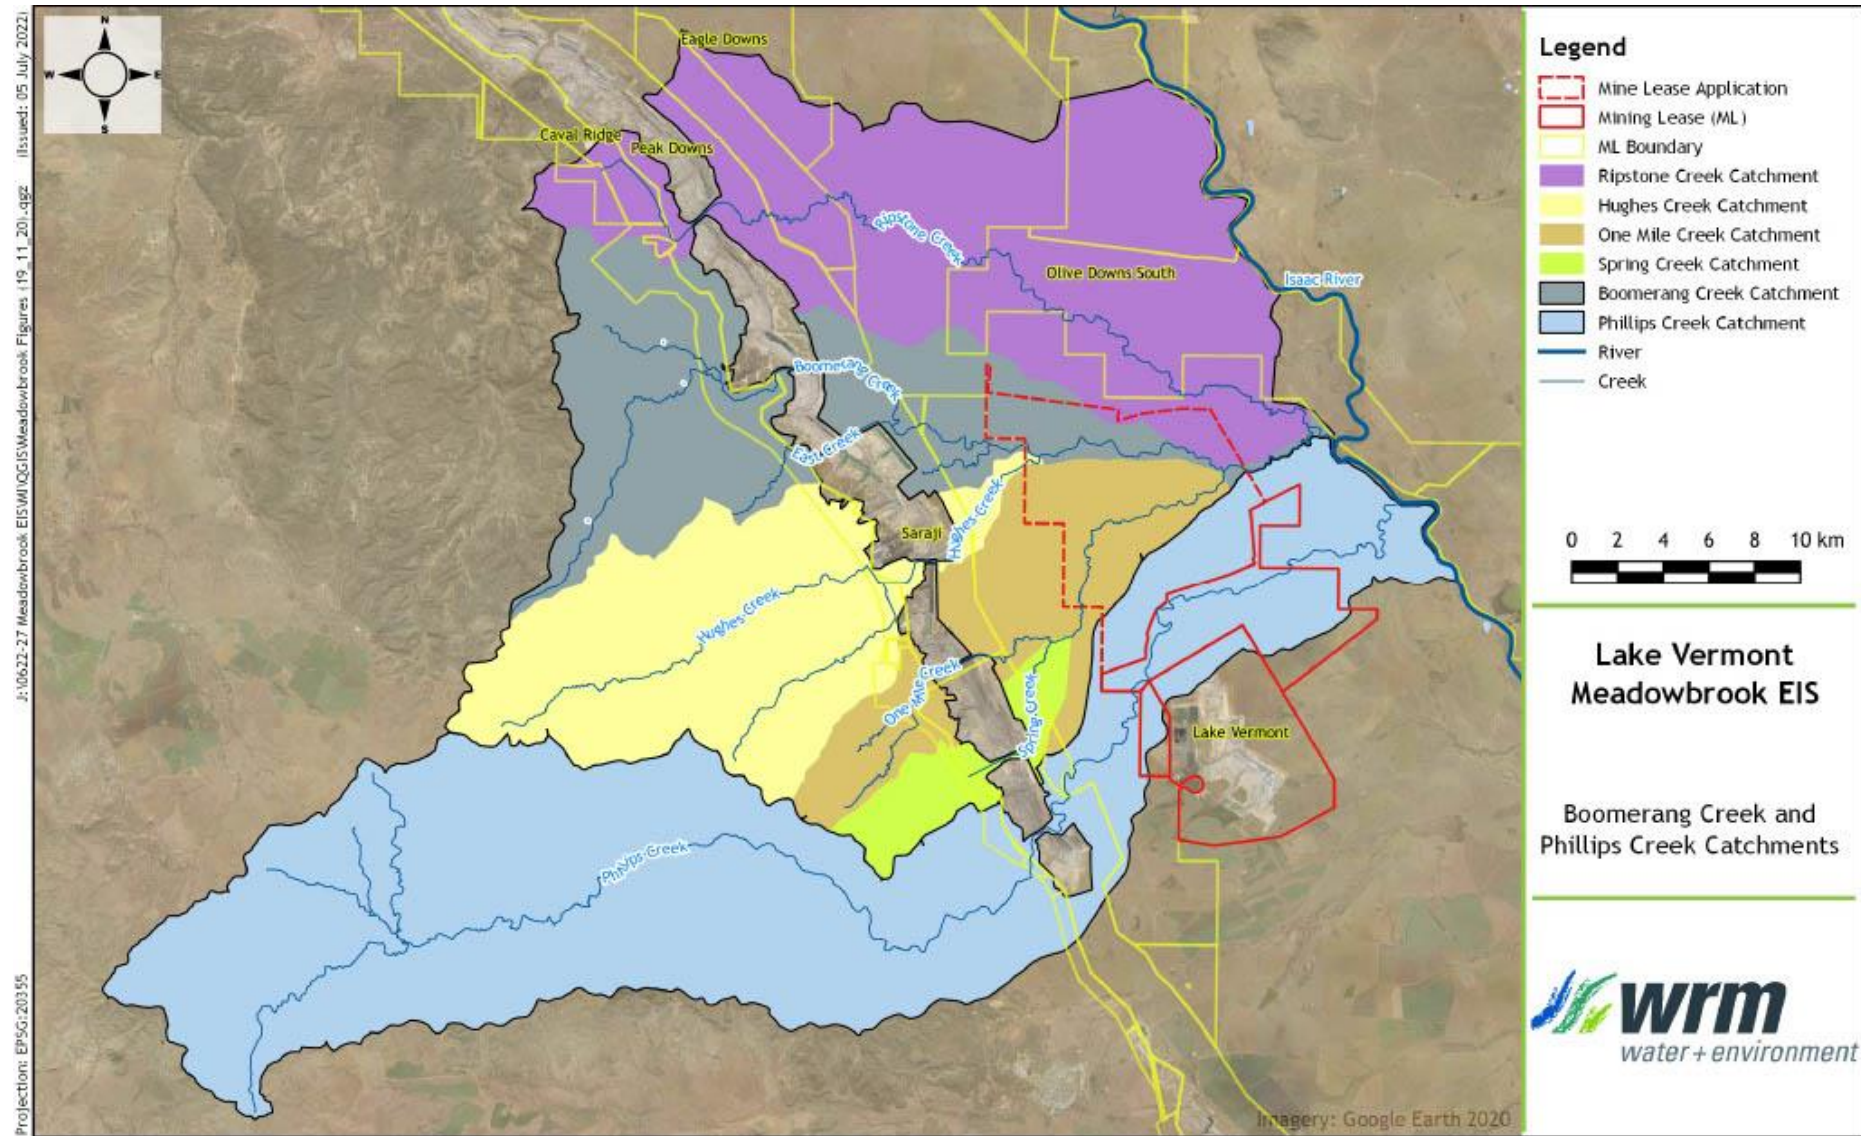 J:\0622-27 Meadowbrook EIS\WI\QGIS\Meadowbrook Figures (19_11_20).qgz (Issued: 05 July 2022)
Projection: EPSG:20355
N
W
E
S
Eagle Downs
Caval Ridge
Peak Downs
Ripstone Creek
Olive Downs South
Isaac River
Boomerang Creek
East Creek
Saraji
Hughes Creek
Hughes Creek
One Mile Creek
Spring Creek
Lake Vermont
Phillips Creek
Imagery: Google Earth 2020
Legend
Mine Lease Application
Mining Lease (ML)
ML Boundary
Ripstone Creek Catchment
Hughes Creek Catchment
One Mile Creek Catchment
Spring Creek Catchment
Boomerang Creek Catchment
Phillips Creek Catchment
River
Creek
0 2 4 6 8 10 km
Lake Vermont
Meadowbrook EIS
Boomerang Creek and
Phillips Creek Catchments
wrm
water + environment